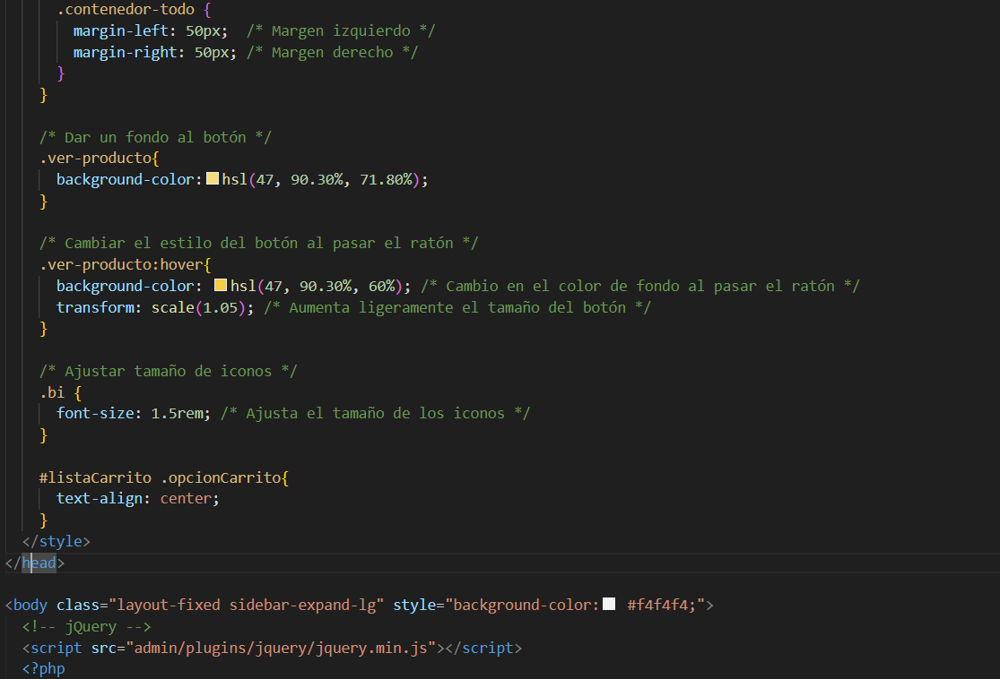 .contenedor-todo {
margin-left: 50px;  /* Margen izquierdo */
margin-right: 50px; /* Margen derecho */
}
}
/* Dar un fondo al botón */
.ver-producto{
background-color: hsl(47, 90.30%, 71.80%);
}
/* Cambiar el estilo del botón al pasar el ratón */
.ver-producto:hover{
background-color: hsl(47, 90.30%, 60%); /* Cambio en el color de fondo al pasar el ratón */
transform: scale(1.05); /* Aumenta ligeramente el tamaño del botón */
}
/* Ajustar tamaño de iconos */
.bi {
font-size: 1.5rem; /* Ajusta el tamaño de los iconos */
}
#listaCarrito .opcionCarrito{
text-align: center;
}
</style>
</head>
<body class="layout-fixed sidebar-expand-lg" style="background-color: #f4f4f4;">
<!-- jQuery -->
<script src="admin/plugins/jquery/jquery.min.js"></script>
<?php